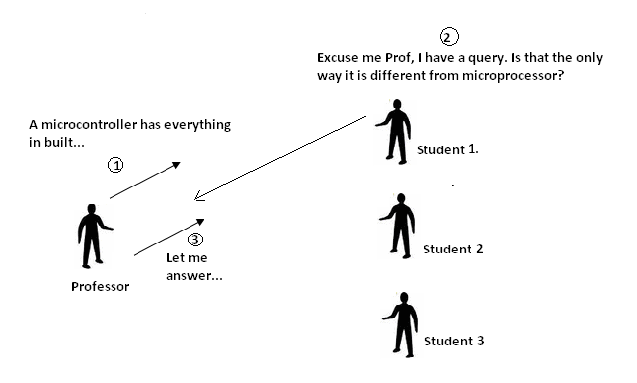 2
Excuse me Prof, I have a query. Is that the only
way it is different from microprocessor?
A microcontroller has everything
in built...
1
Student 1.
3
Let me
answer...
Student 2
Professor
Student 3